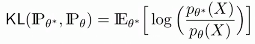 KL(ℙ_{θ*}, ℙ_θ) = 𝔼_{θ*}[ log ( p_{θ*}(X) / p_θ(X) ) ]